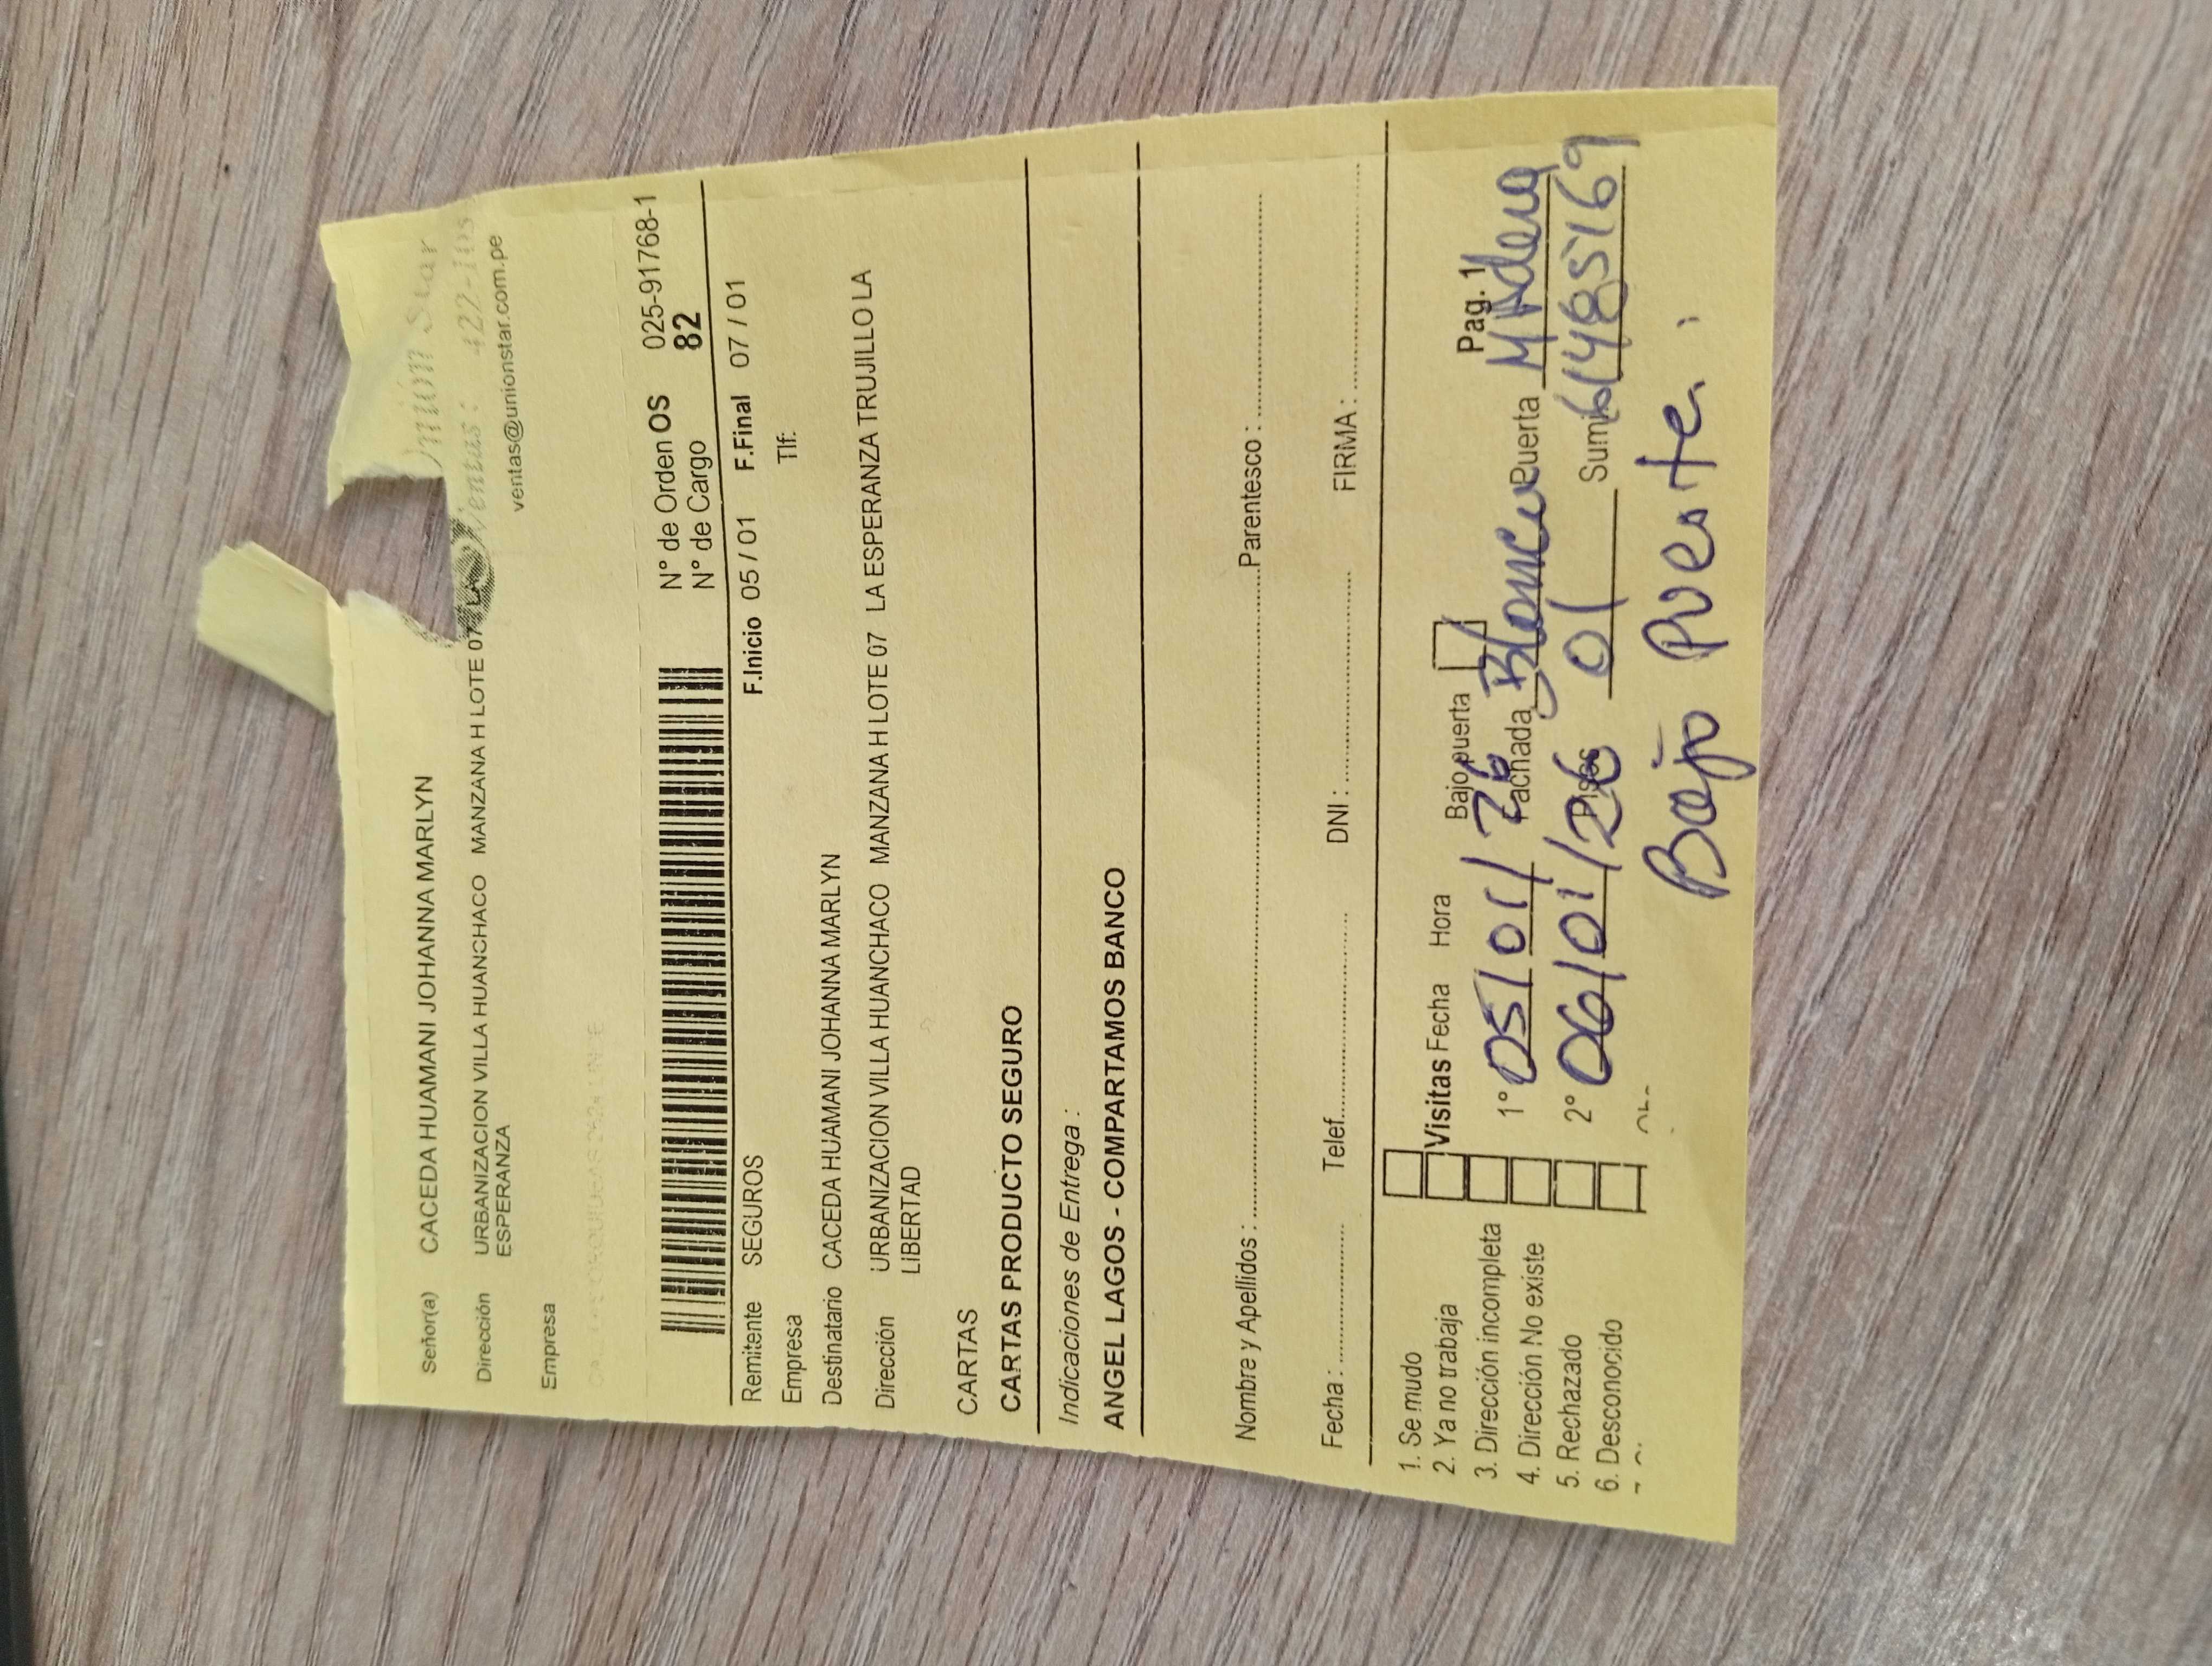 Unión Star
Ventas: 422-
ventas@unionstar.com.pe
Señor(a) CACEDA HUAMANI JOHANNA MARLYN
Dirección URBANIZACION VILLA HUANCHACO MANZANA H LOTE 07 LA
ESPERANZA
Empresa
N° de Orden OS 025-91768-1
N° de Cargo 82
F.Inicio 05 / 01 F.Final 07 / 01
Remitente SEGUROS
Empresa Tlf:
Destinatario CACEDA HUAMANI JOHANNA MARLYN
Dirección URBANIZACION VILLA HUANCHACO MANZANA H LOTE 07 LA ESPERANZA TRUJILLO LA
LIBERTAD
CARTAS
CARTAS PRODUCTO SEGURO
Indicaciones de Entrega :
ANGEL LAGOS - COMPARTAMOS BANCO
Nombre y Apellidos : Parentesco :
Fecha : Telef. DNI : FIRMA :
1. Se mudo
2. Ya no trabaja Visitas Fecha Hora Bajo puerta Pag. 1
3. Dirección incompleta 1° 05/01/26 Fachada Blanco Puerta
4. Dirección No existe
5. Rechazado 2° 06/01/26 Pisos 01 Sumi 61485169
6. Desconocido
Bajo Puerta.